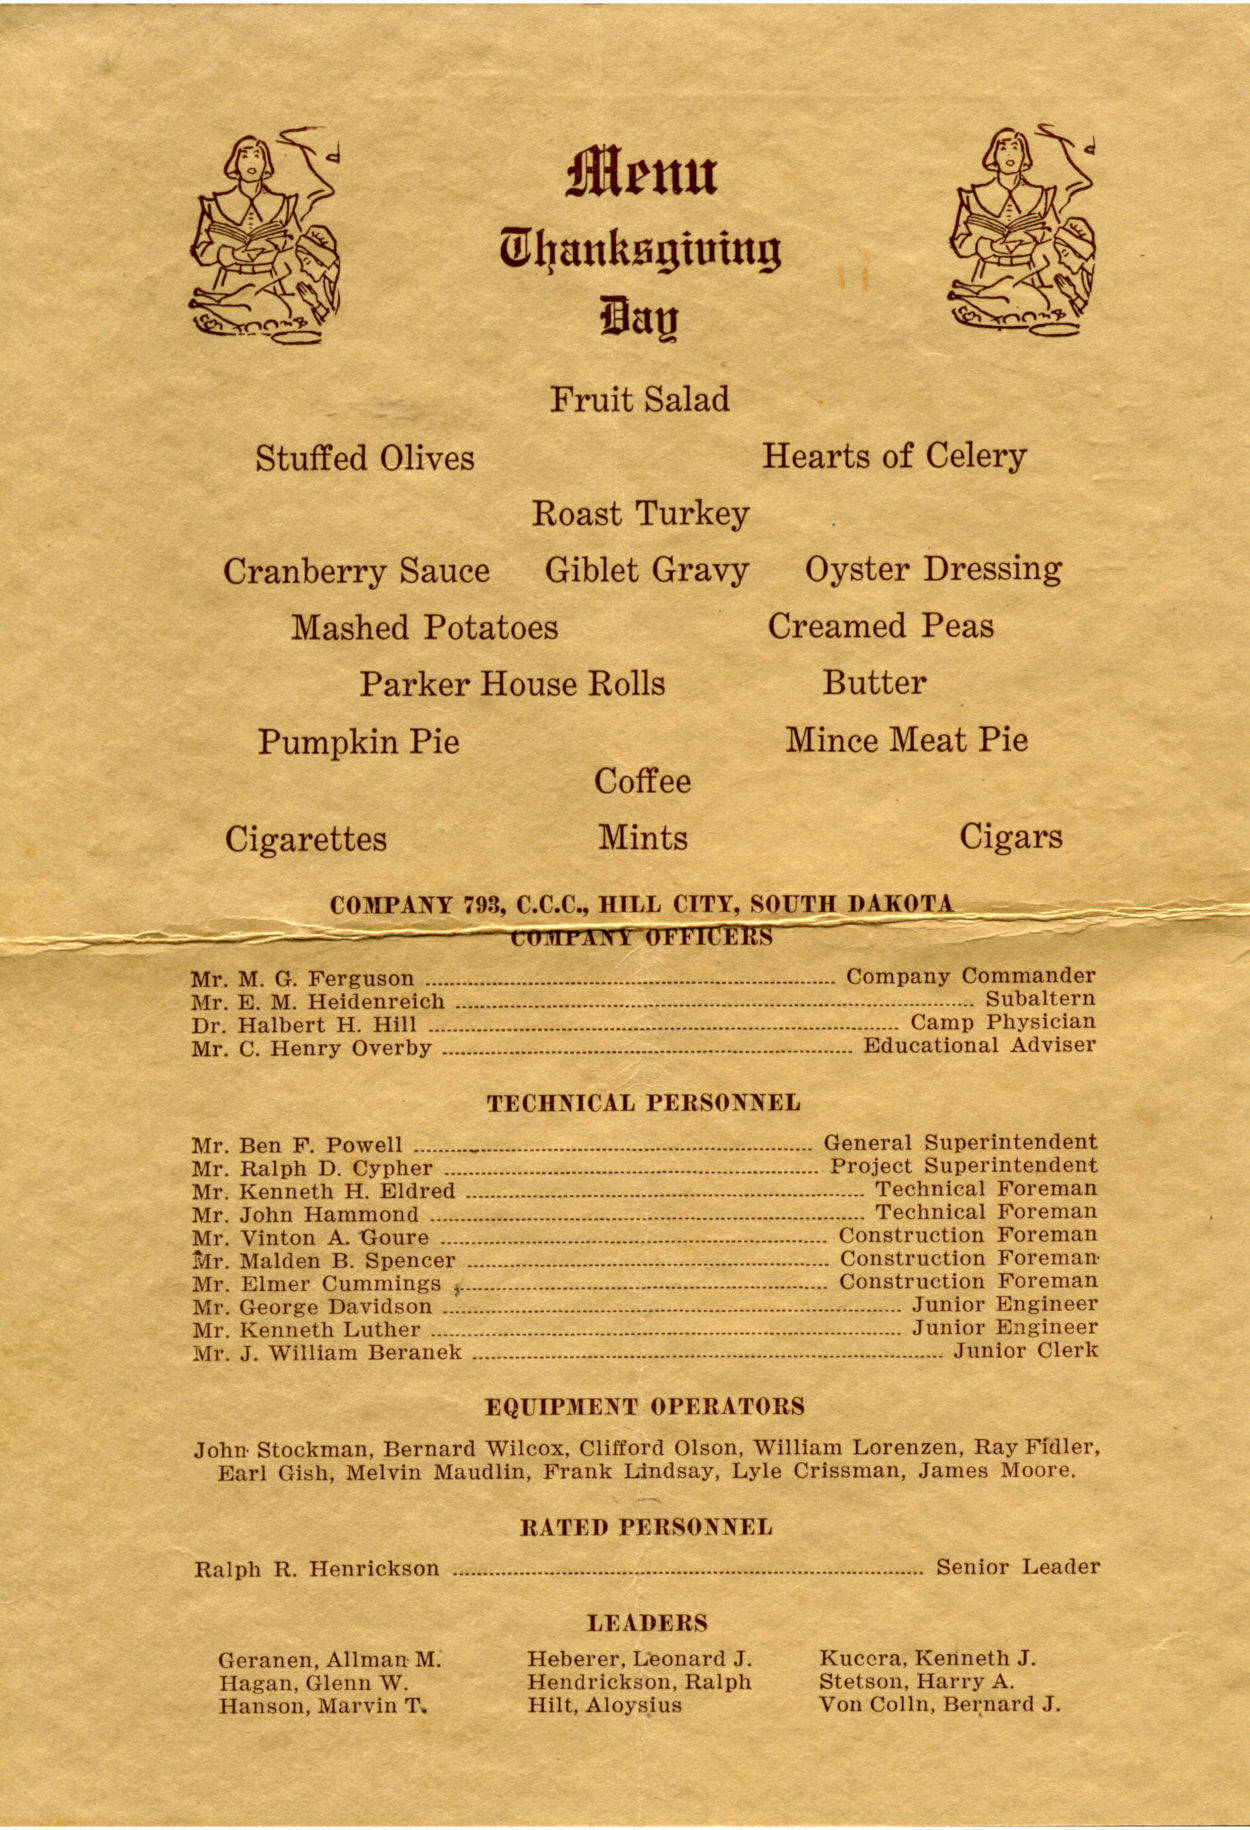 Menu
Thanksgiving
Day
Fruit Salad
Stuffed Olives Hearts of Celery
Roast Turkey
Cranberry Sauce Giblet Gravy Oyster Dressing
Mashed Potatoes Creamed Peas
Parker House Rolls Butter
Pumpkin Pie Mince Meat Pie
Coffee
Cigarettes Mints Cigars
COMPANY 793, C.C.C., HILL CITY, SOUTH DAKOTA
COMPANY OFFICERS
Mr. M. G. Ferguson ........ Company Commander
Mr. E. M. Heidenreich ........ Subaltern
Dr. Halbert H. Hill ........ Camp Physician
Mr. C. Henry Overby ........ Educational Adviser
TECHNICAL PERSONNEL
Mr. Ben F. Powell ........ General Superintendent
Mr. Ralph D. Cypher ........ Project Superintendent
Mr. Kenneth H. Eldred ........ Technical Foreman
Mr. John Hammond ........ Technical Foreman
Mr. Vinton A. Goure ........ Construction Foreman
Mr. Malden B. Spencer ........ Construction Foreman
Mr. Elmer Cummings ........ Construction Foreman
Mr. George Davidson ........ Junior Engineer
Mr. Kenneth Luther ........ Junior Engineer
Mr. J. William Beranek ........ Junior Clerk
EQUIPMENT OPERATORS
John Stockman, Bernard Wilcox, Clifford Olson, William Lorenzen, Ray Fidler,
Earl Gish, Melvin Maudlin, Frank Lindsay, Lyle Crissman, James Moore.
RATED PERSONNEL
Ralph R. Henrickson ........ Senior Leader
LEADERS
Geranen, Allman M. Heberer, Leonard J. Kucera, Kenneth J.
Hagan, Glenn W. Hendrickson, Ralph Stetson, Harry A.
Hanson, Marvin T. Hilt, Aloysius Von Colln, Bernard J.